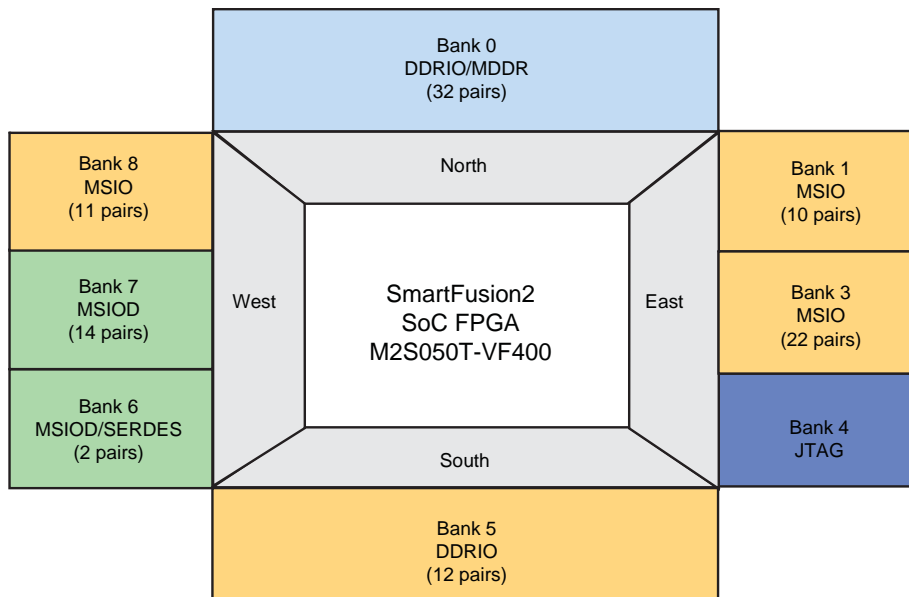 Bank 0
DDRIO/MDDR
(32 pairs)
Bank 8
MSIO
(11 pairs)
North
Bank 1
MSIO
(10 pairs)
Bank 7
MSIOD
(14 pairs)
West
SmartFusion2
SoC FPGA
M2S050T-VF400
East
Bank 3
MSIO
(22 pairs)
Bank 6
MSIOD/SERDES
(2 pairs)
South
Bank 4
JTAG
Bank 5
DDRIO
(12 pairs)